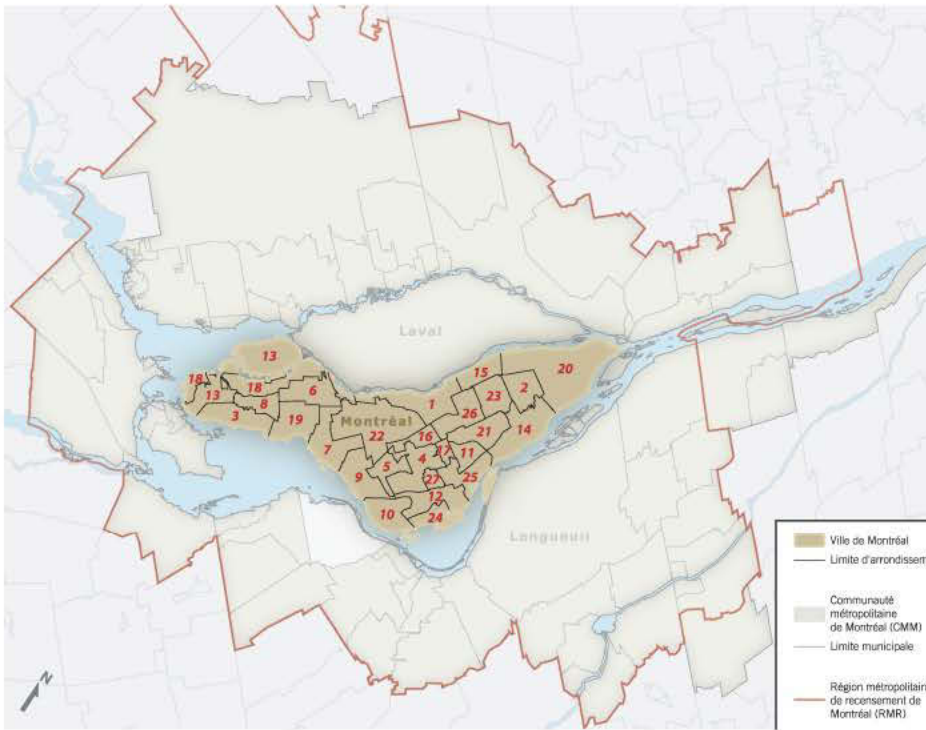 Laval
13
15
20
18
13
18
6
2
23
8
1
26
3
19
Montréal
14
22
16
21
7
17
4
11
5
9
27
25
12
10
24
Longueuil
Ville de Montréal
Limite d'arrondissem
Communauté
métropolitaine
de Montréal (CMM)
Limite municipale
Région métropolitai
de recensement de
Montréal (RMR)
N